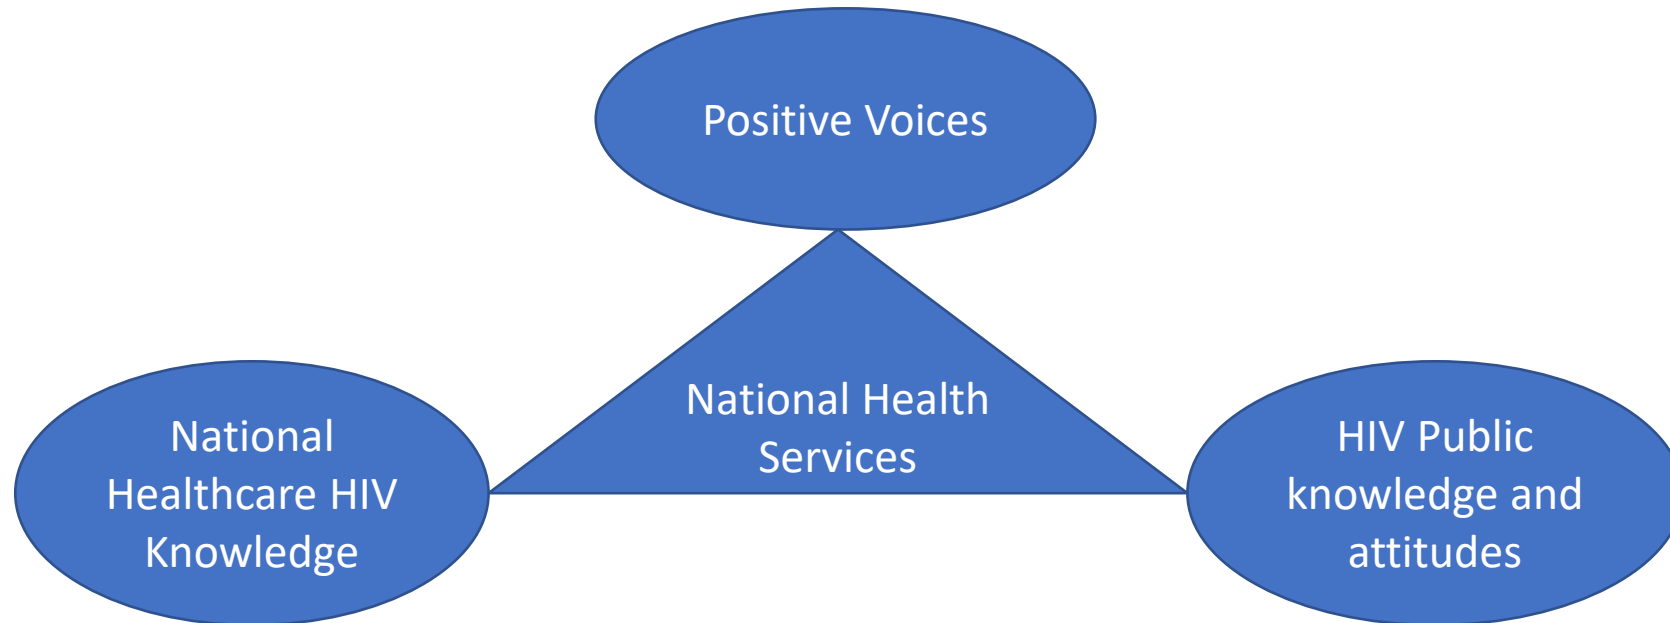 Positive Voices
National Health
Services
National
Healthcare HIV
Knowledge
HIV Public
knowledge and
attitudes